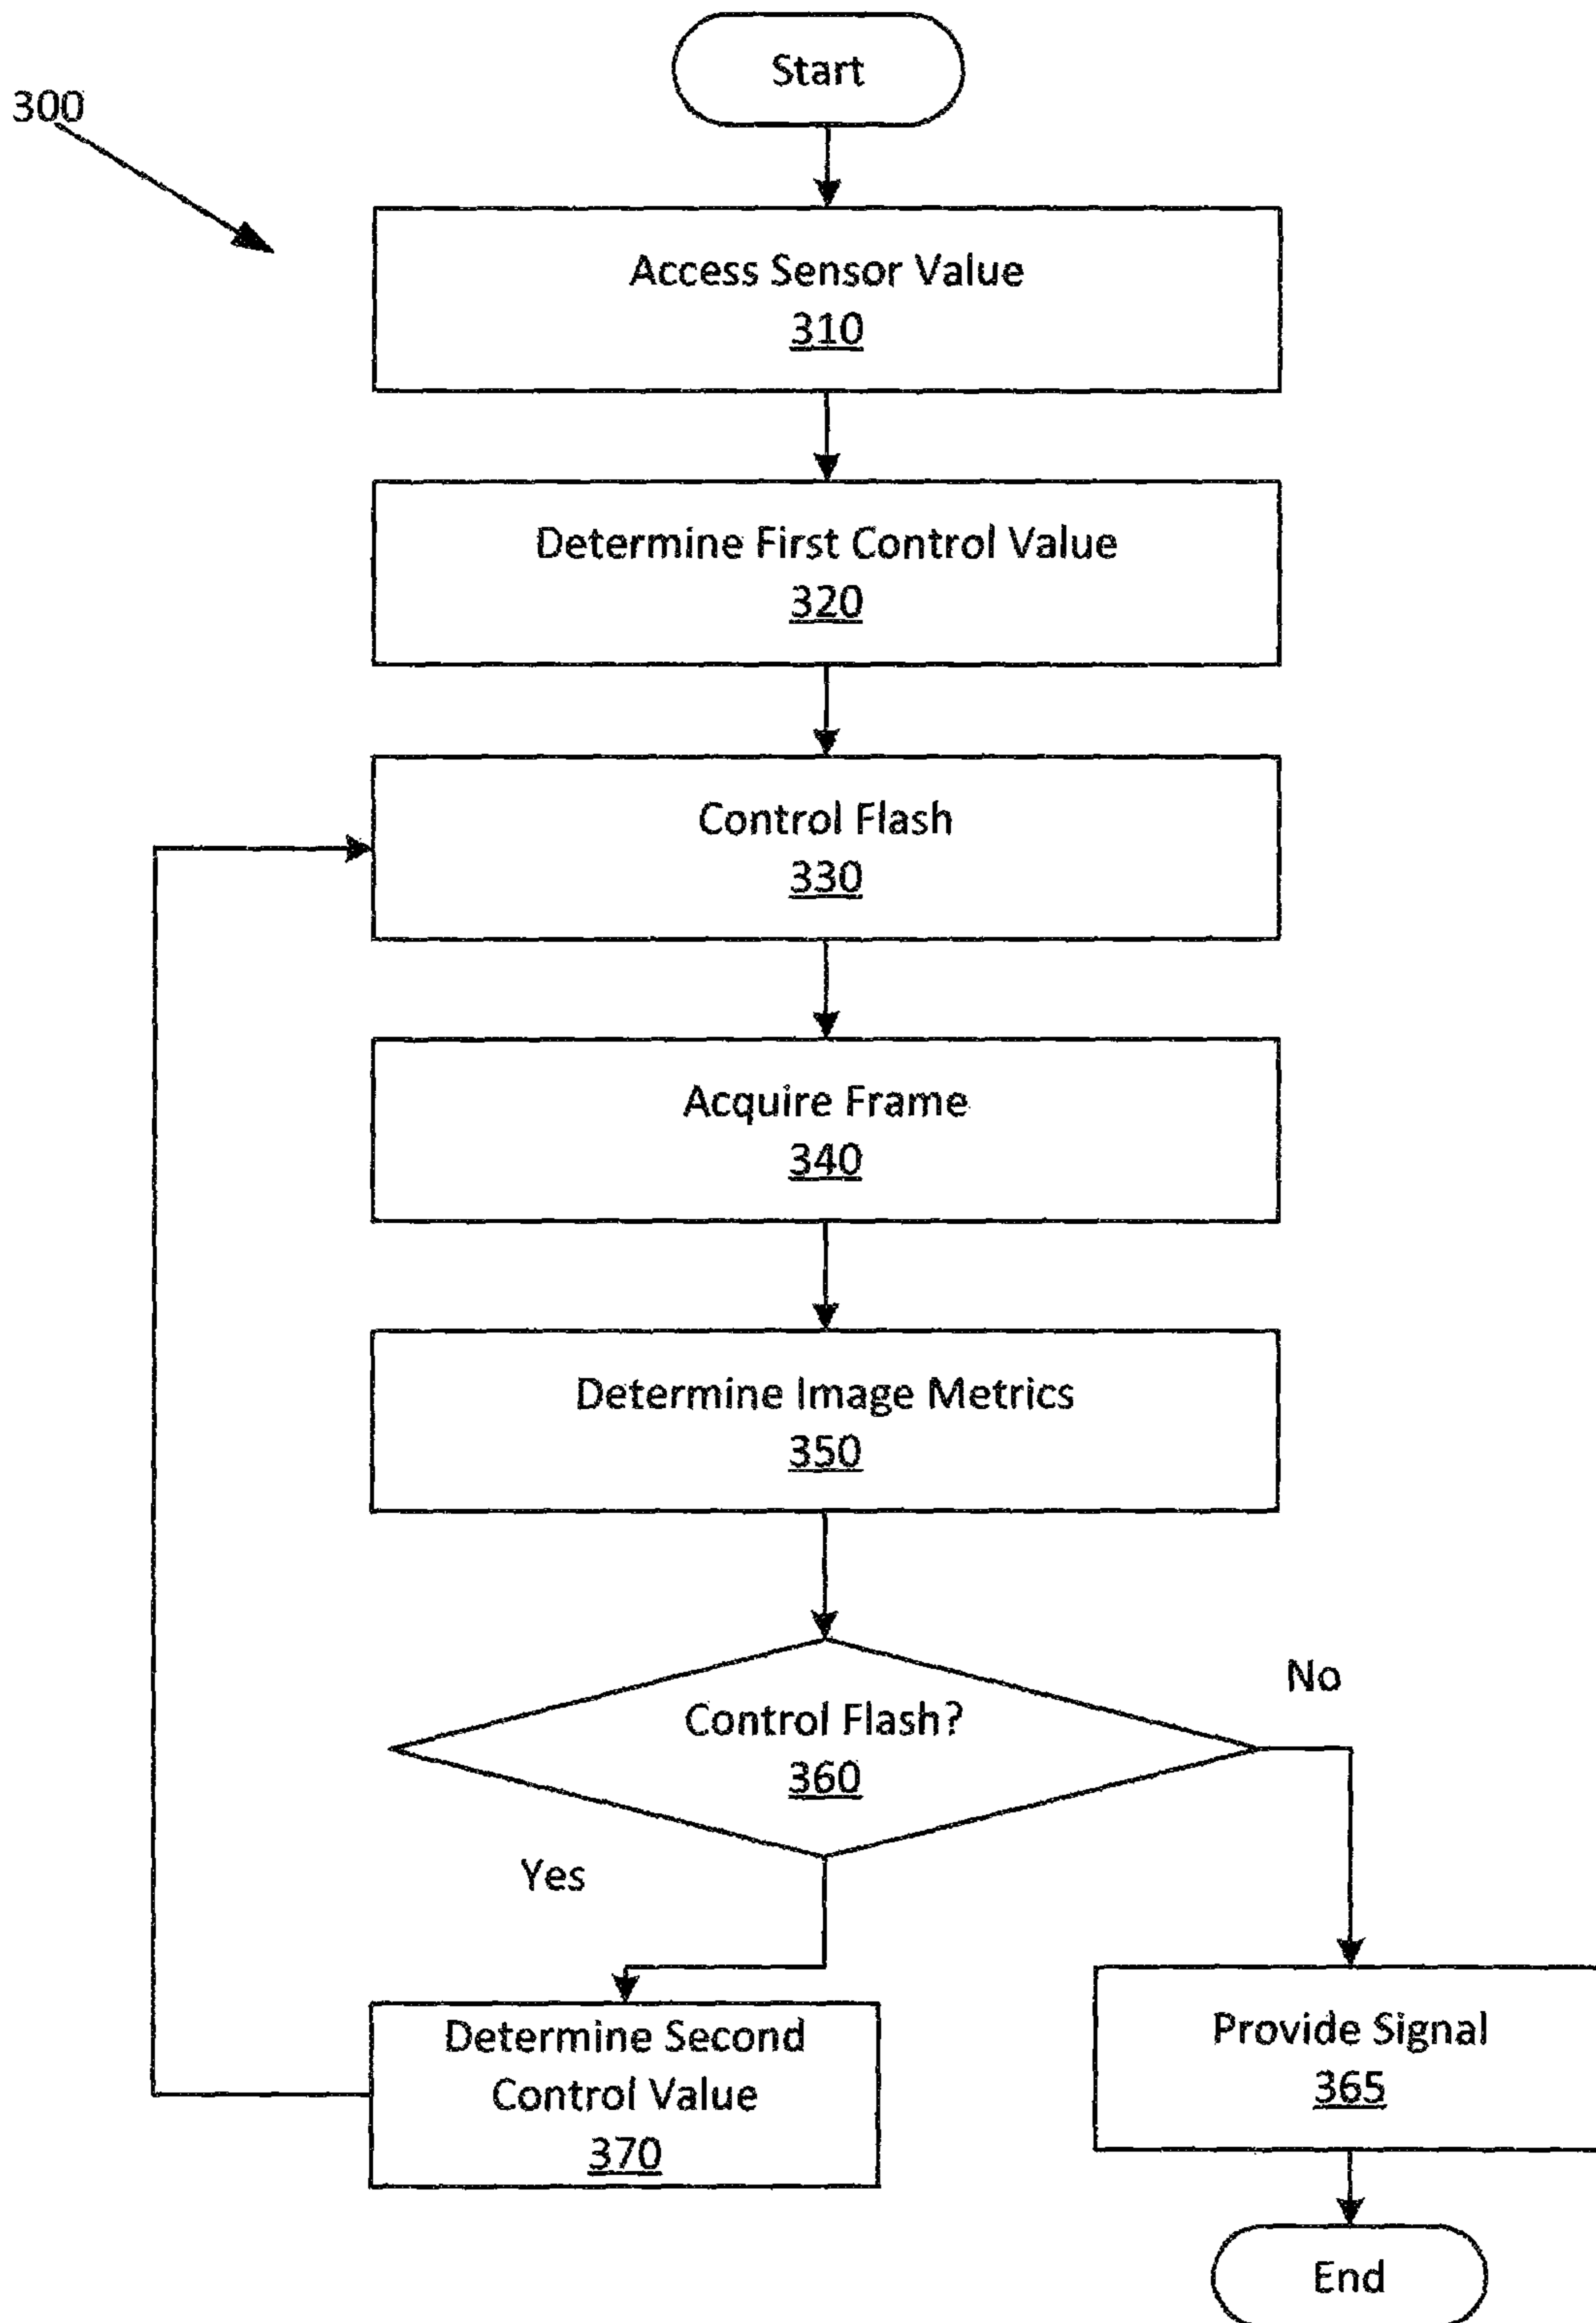 Start
300
Access Sensor Value
310
Determine First Control Value
320
Control Flash
330
Acquire Frame
340
Determine Image Metrics
350
No
Control Flash?
360
Yes
Determine Second
Control Value
370
Provide Signal
365
End